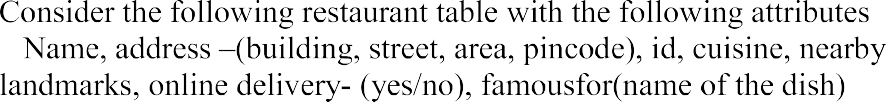 Consider the following restaurant table with the following attributes
Name, address –(building, street, area, pincode), id, cuisine, nearby
landmarks, online delivery- (yes/no), famousfor(name of the dish)